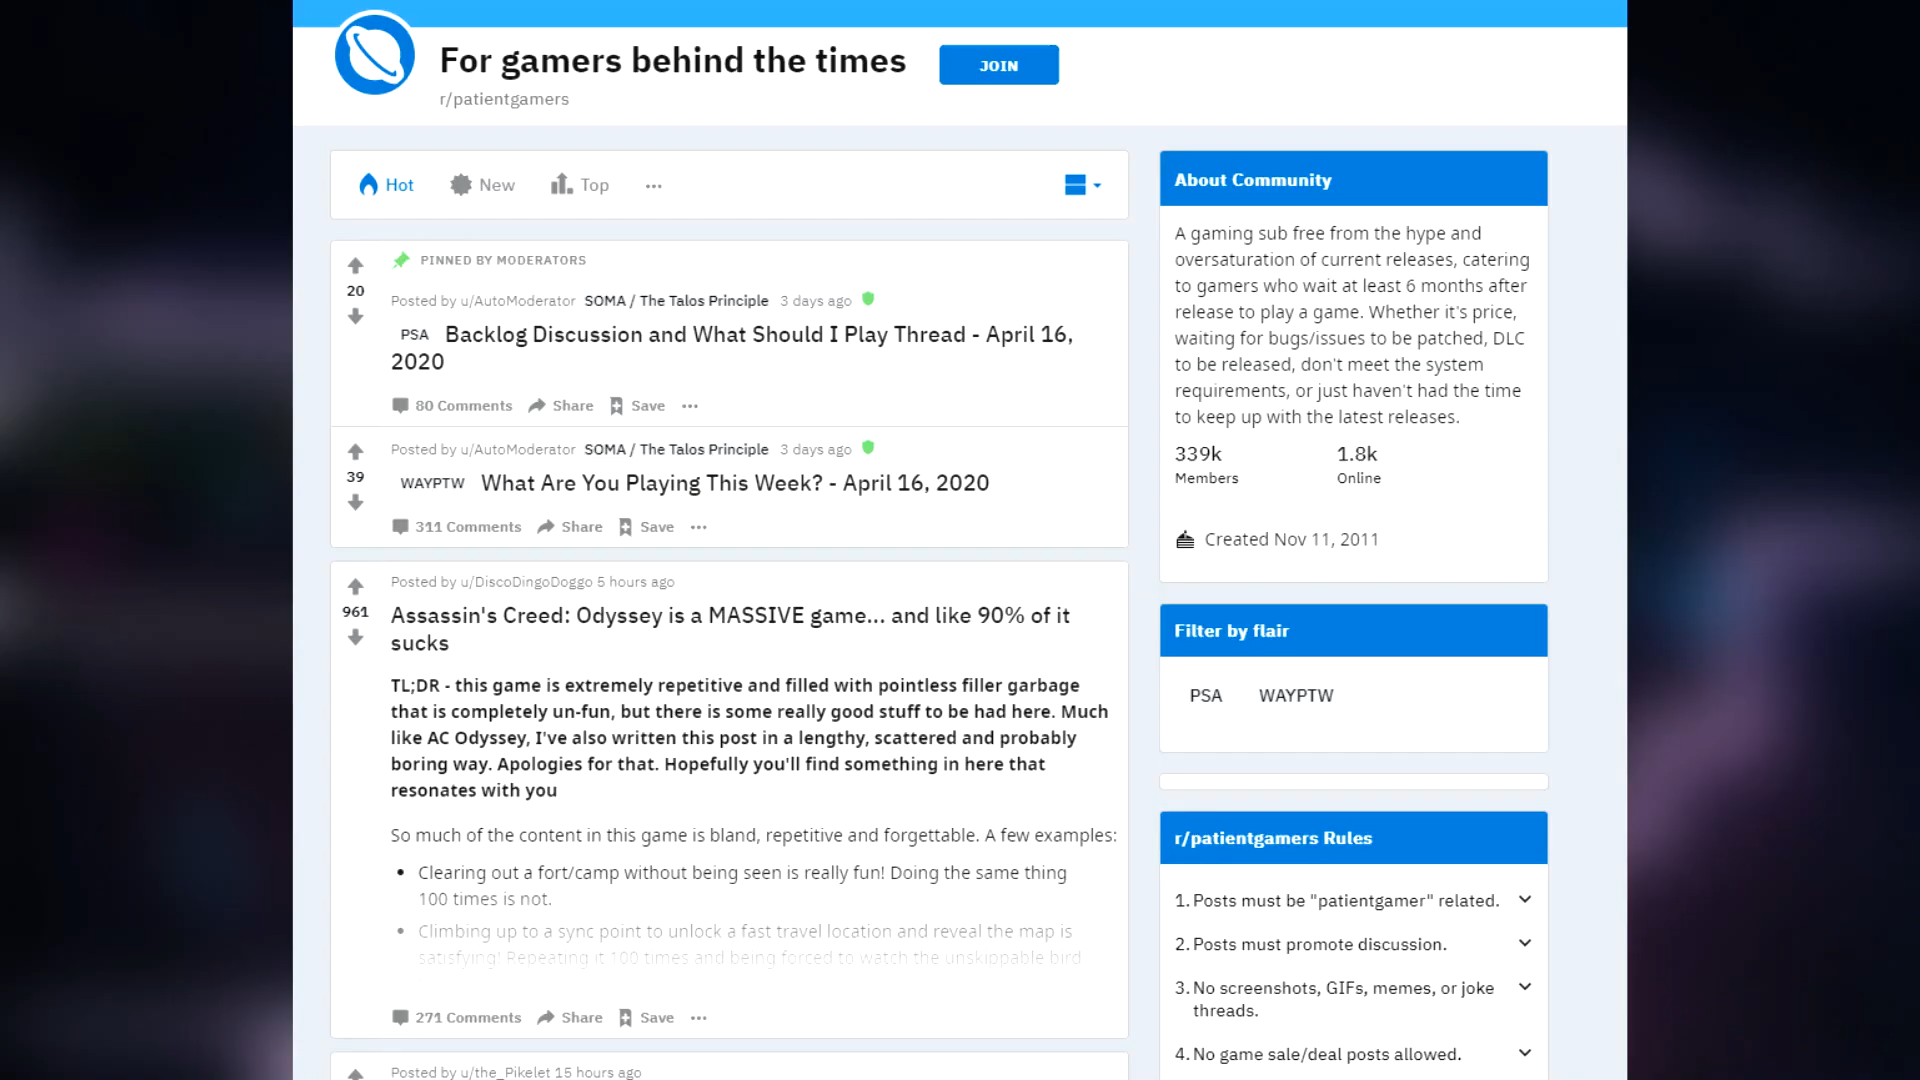 For gamers behind the times
JOIN
r/patientgamers
Hot
New
Top
PINNED BY MODERATORS
20
Posted by u/AutoModerator SOMA / The Talos Principle 3 days ago
PSA Backlog Discussion and What Should I Play Thread - April 16,
2020
80 Comments Share Save
Posted by u/AutoModerator SOMA / The Talos Principle 3 days ago
39
WAYPTW What Are You Playing This Week? - April 16, 2020
311 Comments Share Save
Posted by u/DiscoDingoDoggo 5 hours ago
961
Assassin's Creed: Odyssey is a MASSIVE game... and like 90% of it
sucks
TL;DR - this game is extremely repetitive and filled with pointless filler garbage
that is completely un-fun, but there is some really good stuff to be had here. Much
like AC Odyssey, I've also written this post in a lengthy, scattered and probably
boring way. Apologies for that. Hopefully you'll find something in here that
resonates with you
So much of the content in this game is bland, repetitive and forgettable. A few examples:
• Clearing out a fort/camp without being seen is really fun! Doing the same thing
100 times is not.
• Climbing up to a sync point to unlock a fast travel location and reveal the map is
satisfying! Repeating it 100 times and being forced to watch the unskippable bird
271 Comments Share Save
Posted by u/the_Pikelet 15 hours ago
About Community
A gaming sub free from the hype and
oversaturation of current releases, catering
to gamers who wait at least 6 months after
release to play a game. Whether it's price,
waiting for bugs/issues to be patched, DLC
to be released, don't meet the system
requirements, or just haven't had the time
to keep up with the latest releases.
339k 1.8k
Members Online
Created Nov 11, 2011
Filter by flair
PSA WAYPTW
r/patientgamers Rules
1. Posts must be "patientgamer" related.
2. Posts must promote discussion.
3. No screenshots, GIFs, memes, or joke
threads.
4. No game sale/deal posts allowed.